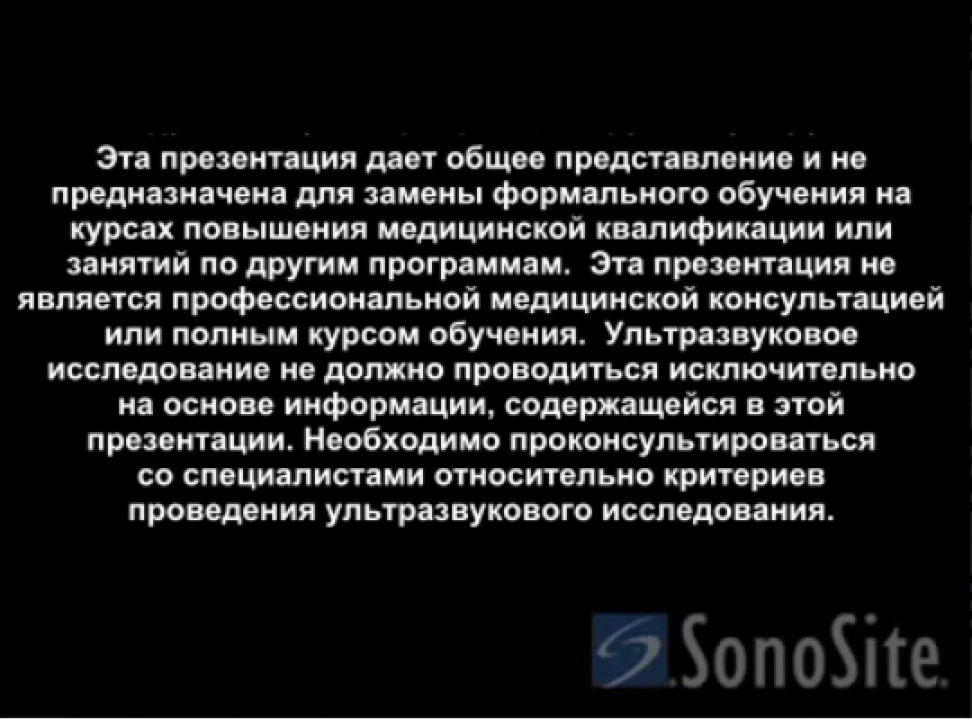 Эта презентация дает общее представление и не
предназначена для замены формального обучения на
курсах повышения медицинской квалификации или
занятий по другим программам. Эта презентация не
является профессиональной медицинской консультацией
или полным курсом обучения. Ультразвуковое
исследование не должно проводиться исключительно
на основе информации, содержащейся в этой
презентации. Необходимо проконсультироваться
со специалистами относительно критериев
проведения ультразвукового исследования.
SonoSite